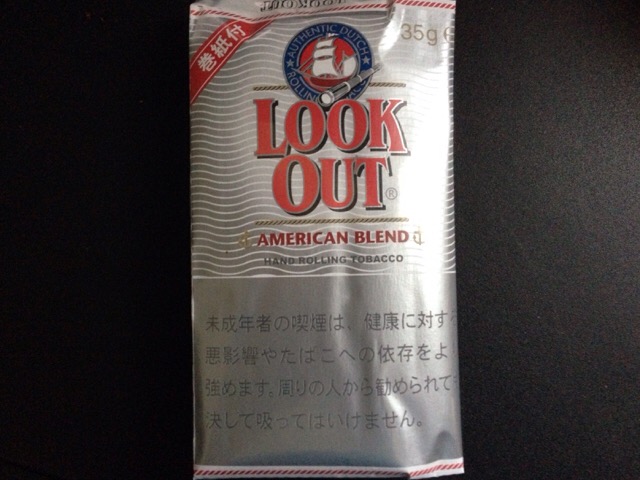 巻紙付
35g
AUTHENTIC DUTCH
LOOK
OUT®
AMERICAN BLEND
HAND ROLLING TOBACCO
未成年者の喫煙は、健康に対す
悪影響やたばこへの依存をよ
強めます。周りの人から勧められて
決して吸ってはいけません。